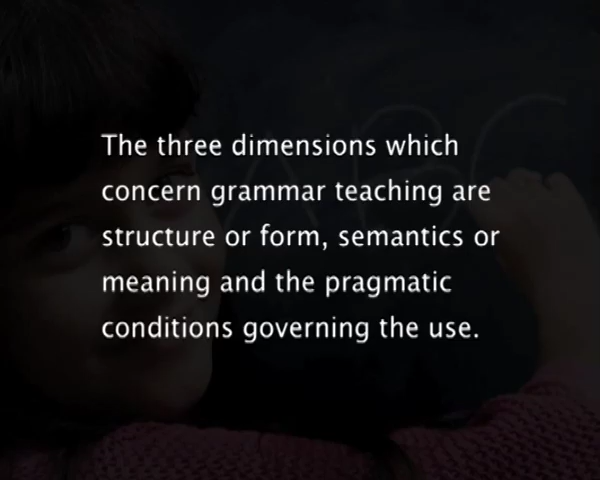 The three dimensions which
concern grammar teaching are
structure or form, semantics or
meaning and the pragmatic
conditions governing the use.
ABC